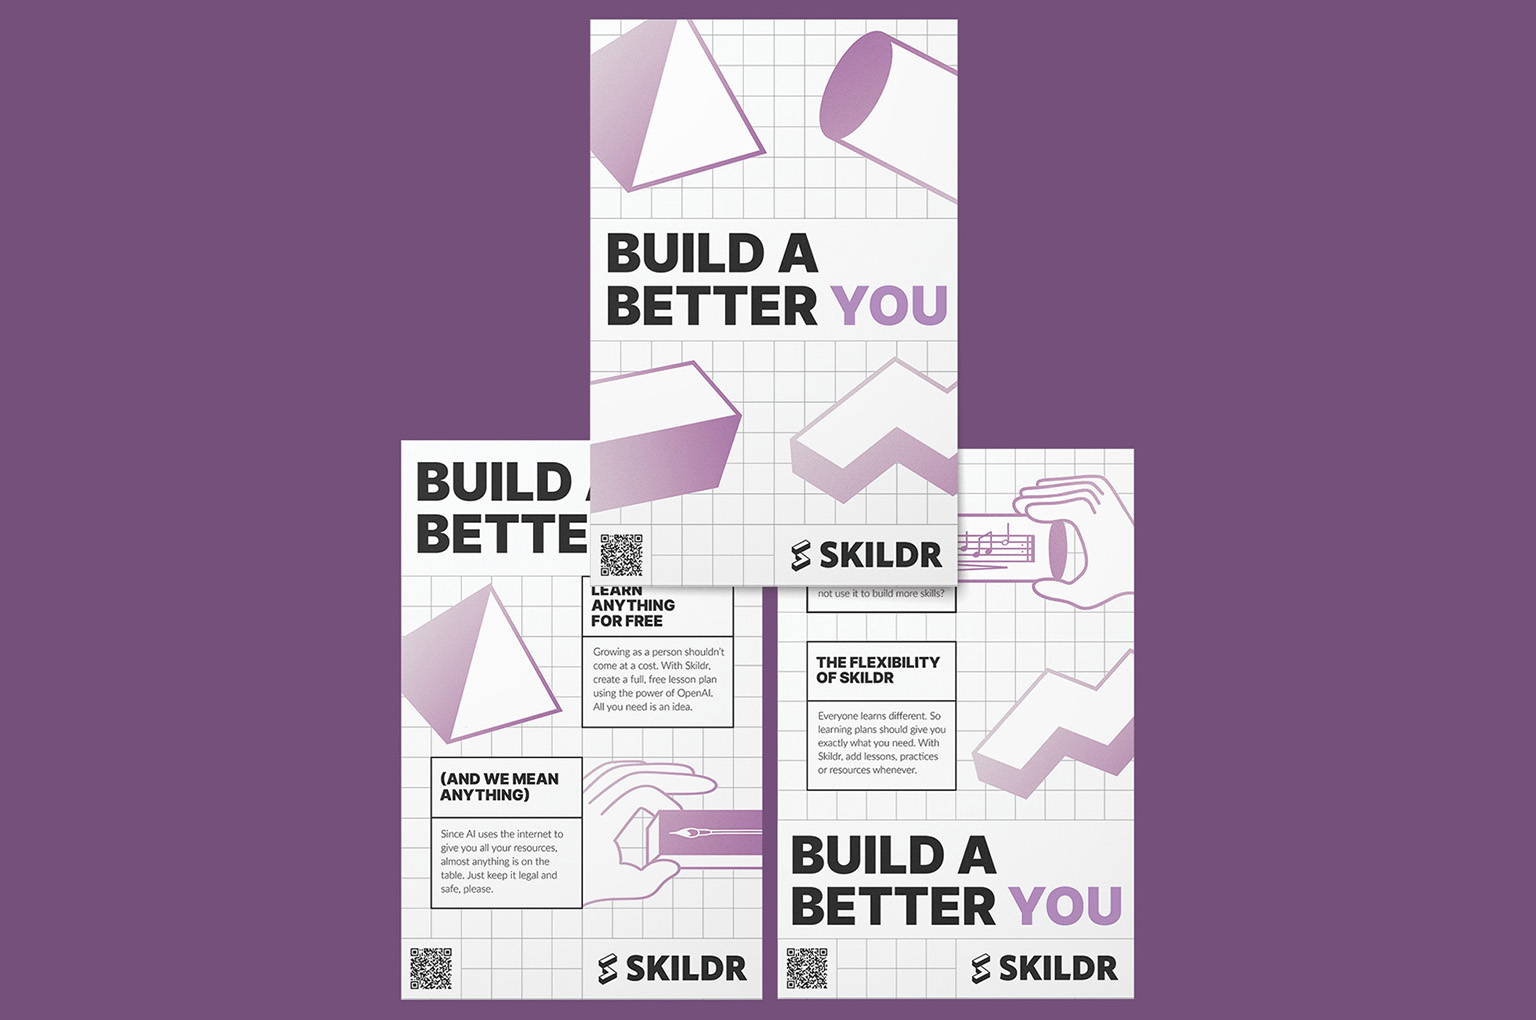 BUILD A
BETTER YOU
SKILDR
BUILD
BETTE
LEARN
ANYTHING
FOR FREE
Growing as a person shouldn't
come at a cost. With Skildr,
create a full, free lesson plan
using the power of OpenAI.
All you need is an idea.
(AND WE MEAN
ANYTHING)
Since AI uses the internet to
give you all your resources,
almost anything is on the
table. Just keep it legal and
safe, please.
SKILDR
not use it to build more skills?
THE FLEXIBILITY
OF SKILDR
Everyone learns different. So
learning plans should give you
exactly what you need. With
Skildr, add lessons, practices
or resources whenever.
BUILD A
BETTER YOU
SKILDR